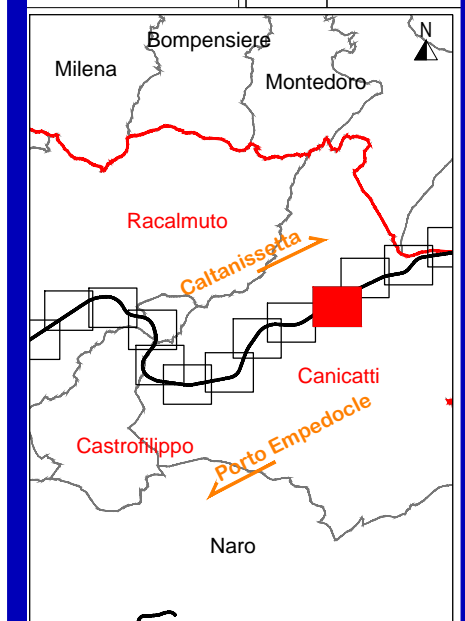 N
Bompensiere
Milena
Montedoro
Racalmuto
Caltanissetta
Canicatti
Castrofilippo
Porto Empedocle
Naro